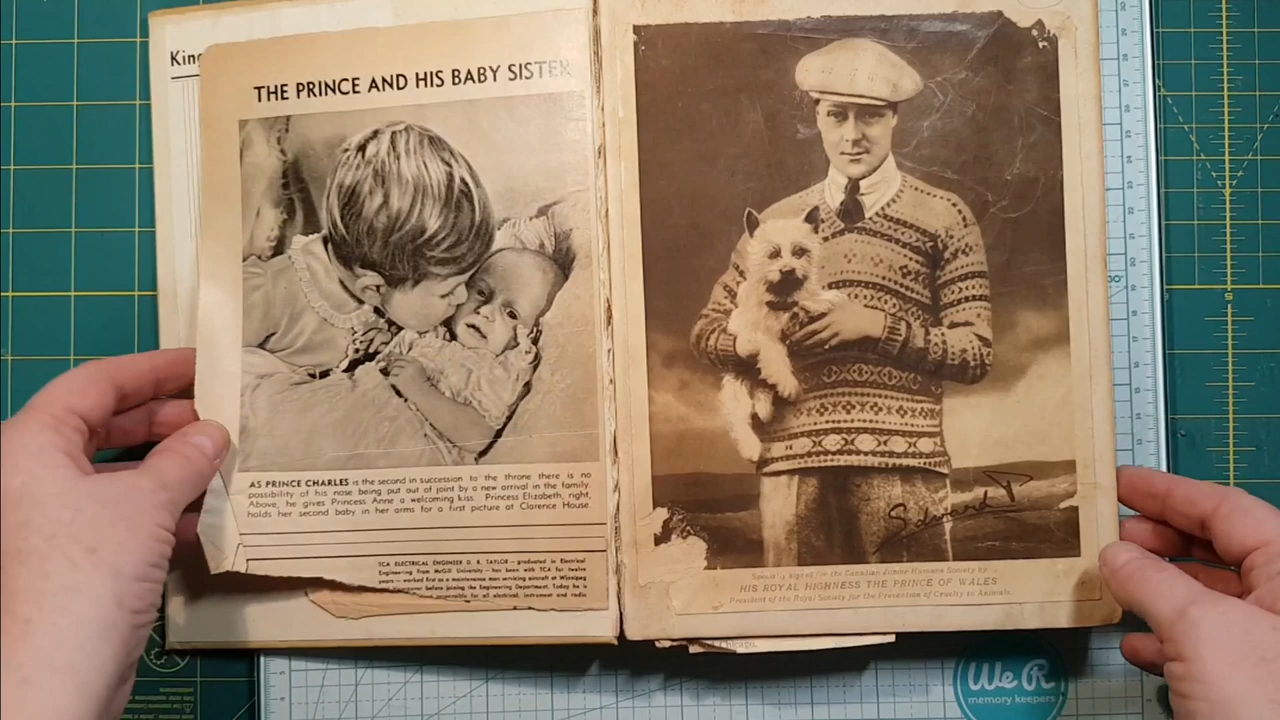 King
THE PRINCE AND HIS BABY SISTER
AS PRINCE CHARLES is the second in succession to the throne there is no
possibility of his nose being put out of joint by a new arrival in the family.
Above, he gives Princess Anne a welcoming kiss. Princess Elizabeth, right,
holds her second baby in her arms for a first picture at Clarence House.
TCA ELECTRICAL ENGINEER D. R. TAYLOR — graduated in Electrical
Engineering from McGill University — has been with TCA for twelve
years — worked first as a maintenance man servicing aircraft at Winnipeg
Vancouver before joining the Engineering Department. Today he is
responsible for all electrical, instrument and radio
Edward P
Specially signed for the Canadian Junior Humane Society by
HIS ROYAL HIGHNESS THE PRINCE OF WALES
President of the Royal Society for the Prevention of Cruelty to Animals.
Chicago,
We R
memory keepers